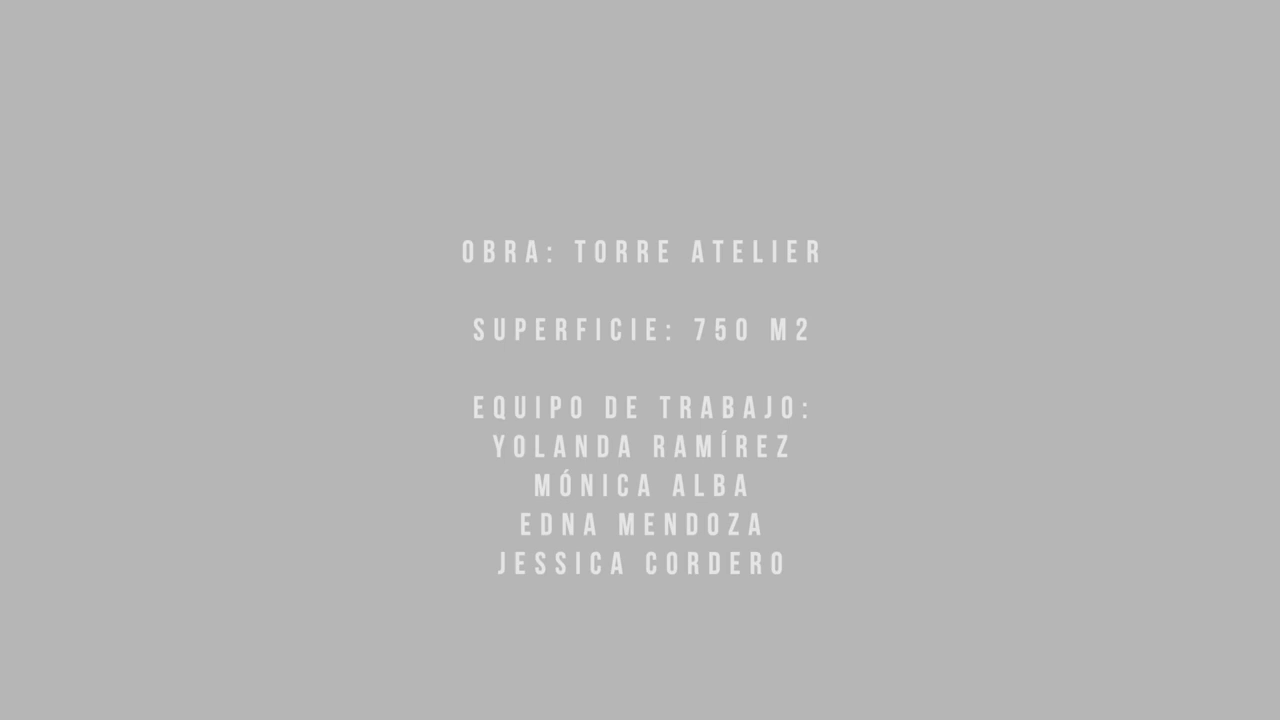 OBRA: TORRE ATELIER
SUPERFICIE: 750 M2
EQUIPO DE TRABAJO:
YOLANDA RAMÍREZ
MÓNICA ALBA
EDNA MENDOZA
JESSICA CORDERO